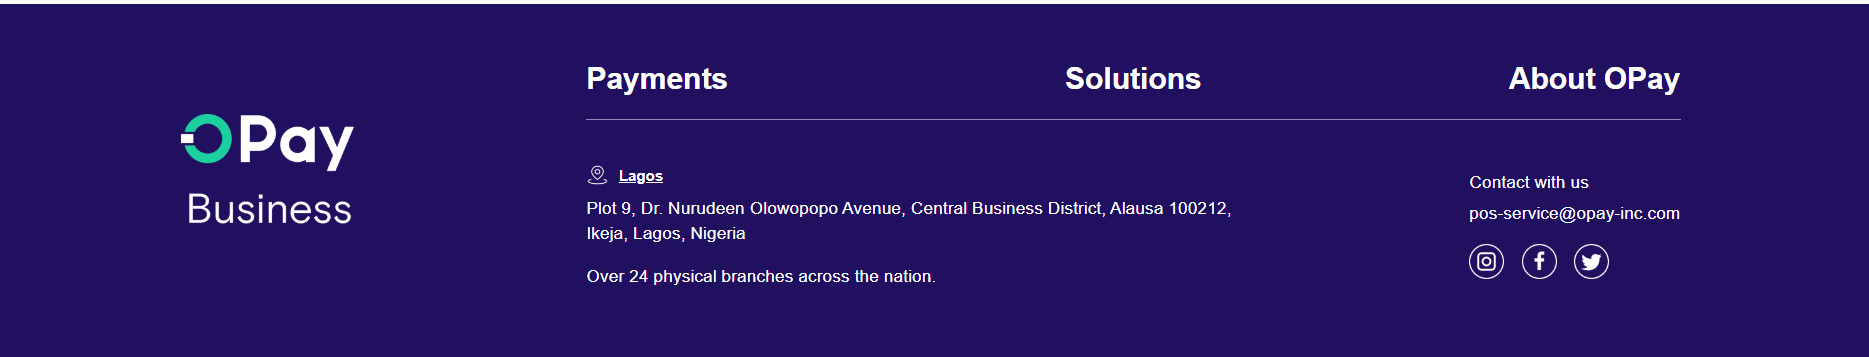 OPay
Business
Payments
Solutions
About OPay
Lagos
Plot 9, Dr. Nurudeen Olowopopo Avenue, Central Business District, Alausa 100212,
Ikeja, Lagos, Nigeria
Over 24 physical branches across the nation.
Contact with us
pos-service@opay-inc.com